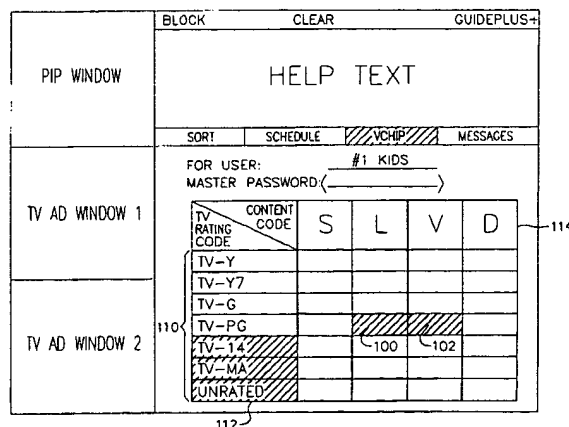 BLOCK CLEAR GUIDEPLUS+
PIP WINDOW
HELP TEXT
SORT SCHEDULE VCHIP MESSAGES
FOR USER: #1 KIDS
MASTER PASSWORD:
TV AD WINDOW 1
TV RATING CODE CONTENT CODE S L V D
114
TV-Y
TV-Y7
TV-G
110 TV-PG
TV AD WINDOW 2
TV-14 100 102
TV-MA
UNRATED
112